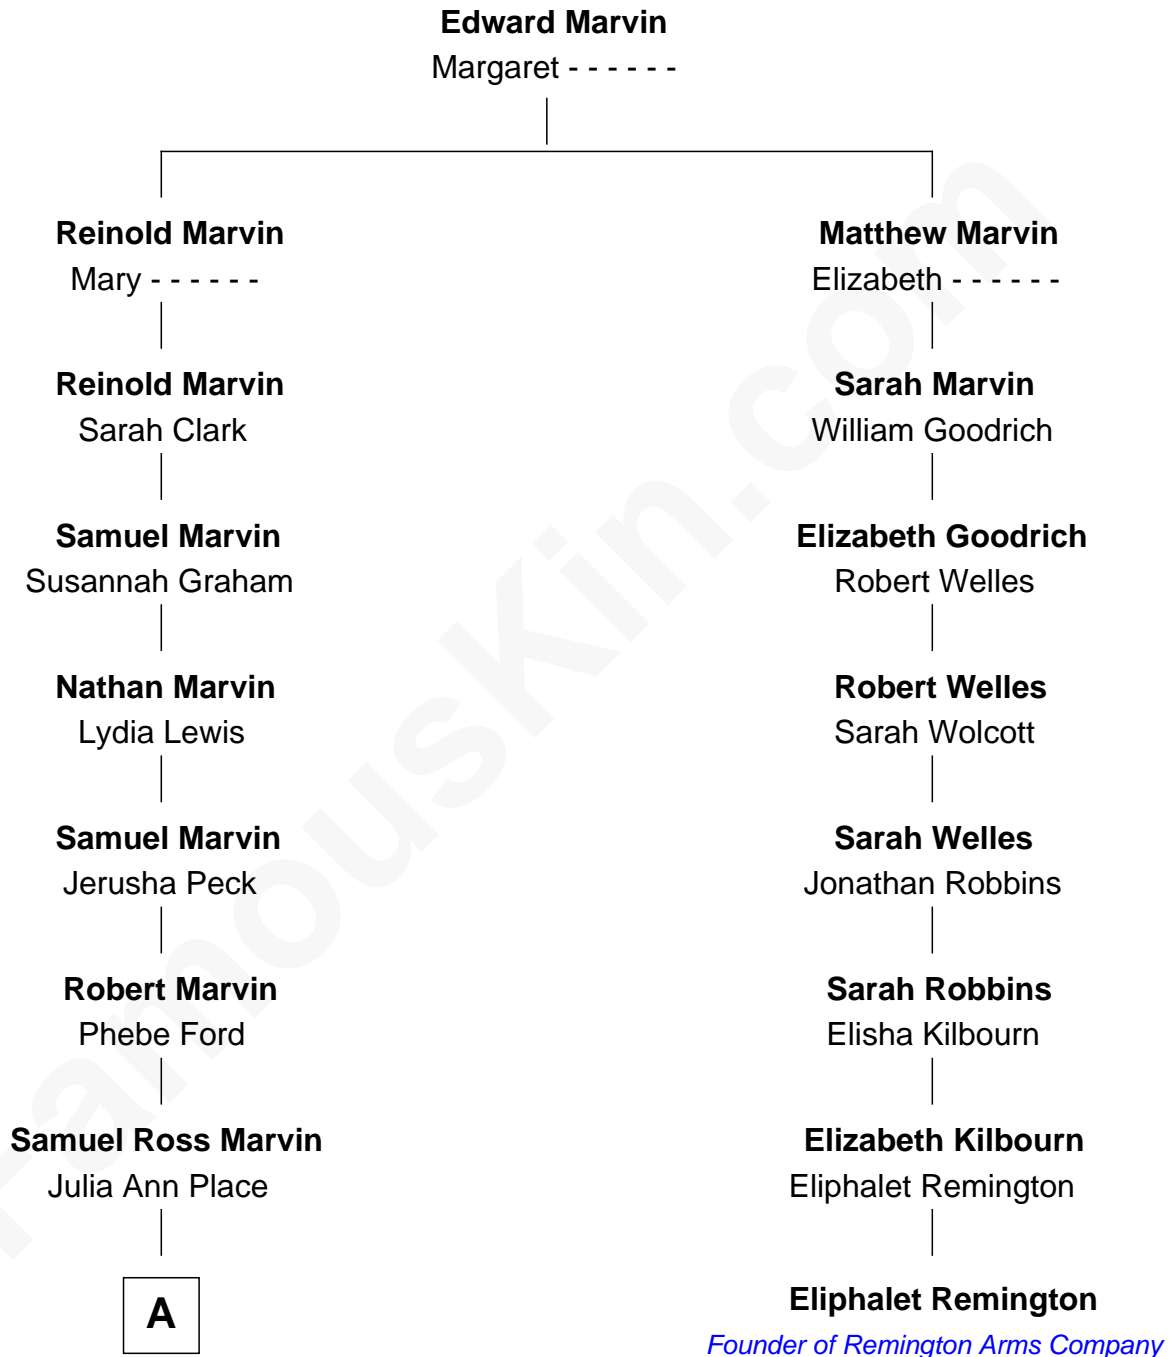 Edward Marvin
Margaret - - - - - -
Reinold Marvin
Mary - - - - - -
Reinold Marvin
Sarah Clark
Samuel Marvin
Susannah Graham
Nathan Marvin
Lydia Lewis
Samuel Marvin
Jerusha Peck
Robert Marvin
Phebe Ford
Samuel Ross Marvin
Julia Ann Place
A
Matthew Marvin
Elizabeth - - - - - -
Sarah Marvin
William Goodrich
Elizabeth Goodrich
Robert Welles
Robert Welles
Sarah Wolcott
Sarah Welles
Jonathan Robbins
Sarah Robbins
Elisha Kilbourn
Elizabeth Kilbourn
Eliphalet Remington
Eliphalet Remington
Founder of Remington Arms Company
FamousKin.com